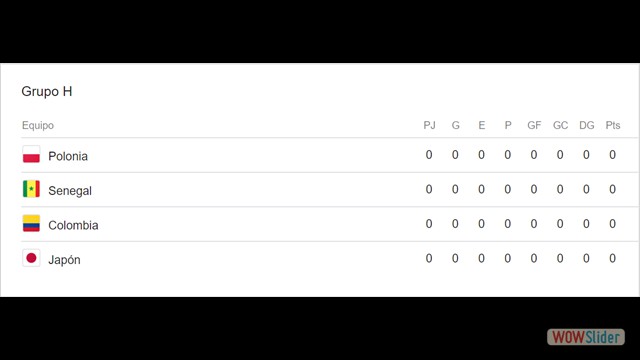 Grupo H
Equipo PJ G E P GF GC DG Pts
Polonia 0 0 0 0 0 0 0 0
Senegal 0 0 0 0 0 0 0 0
Colombia 0 0 0 0 0 0 0 0
Japón 0 0 0 0 0 0 0 0
WOWSlider